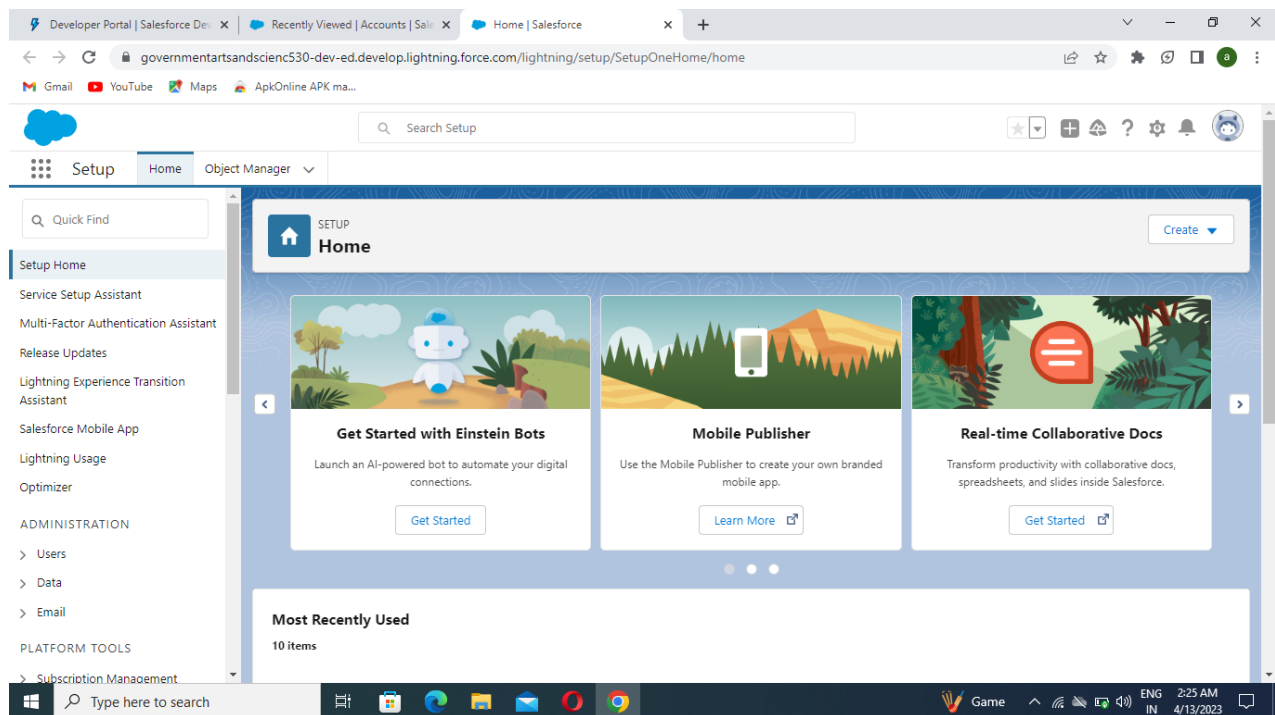 Developer Portal | Salesforce Dev
Recently Viewed | Accounts | Sale
Home | Salesforce
governmentartsandscienc530-dev-ed.develop.lightning.force.com/lightning/setup/SetupOneHome/home
a
Gmail
YouTube
Maps
ApkOnline APK ma...
Search Setup
Setup
Home
Object Manager
Quick Find
Setup Home
Service Setup Assistant
Multi-Factor Authentication Assistant
Release Updates
Lightning Experience Transition
Assistant
Salesforce Mobile App
Lightning Usage
Optimizer
ADMINISTRATION
Users
Data
Email
PLATFORM TOOLS
Subscription Management
SETUP
Home
Create
Get Started with Einstein Bots
Launch an AI-powered bot to automate your digital
connections.
Get Started
Mobile Publisher
Use the Mobile Publisher to create your own branded
mobile app.
Learn More
Real-time Collaborative Docs
Transform productivity with collaborative docs,
spreadsheets, and slides inside Salesforce.
Get Started
Most Recently Used
10 items
Type here to search
Game
ENG
IN
2:25 AM
4/13/2023